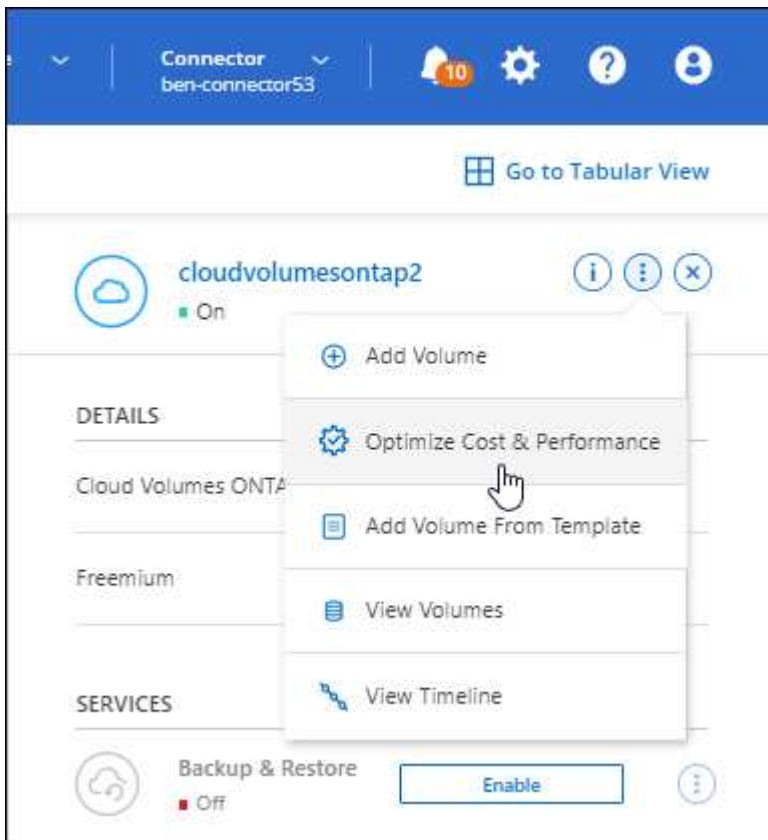 Connector
ben-connector53
10
Go to Tabular View
cloudvolumesontap2
On
Add Volume
DETAILS
Optimize Cost & Performance
Cloud Volumes ONTA
Add Volume From Template
Freemium
View Volumes
View Timeline
SERVICES
Backup & Restore
Enable
Off